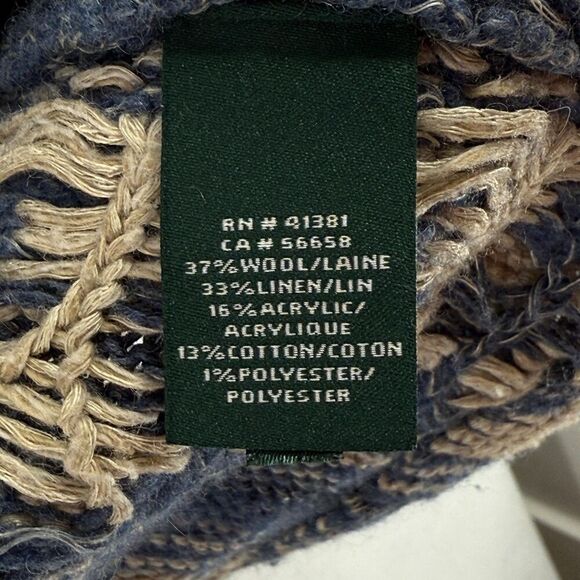 RN # 41381
CA # 56658
37% WOOL/LAINE
33% LINEN/LIN
16% ACRYLIC/
ACRYLIQUE
13% COTTON/COTON
1% POLYESTER/
POLYESTER